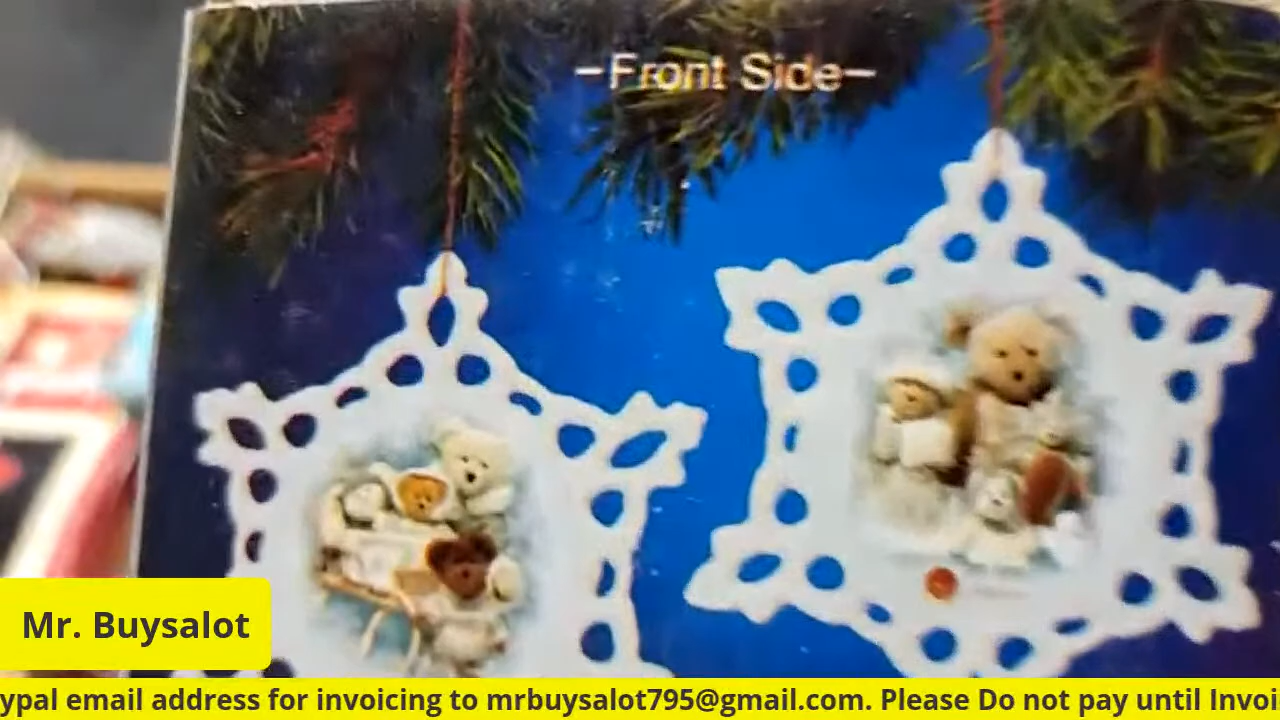 -Front Side-
Mr. Buysalot
ypal email address for invoicing to mrbuysalot795@gmail.com. Please Do not pay until Invoi